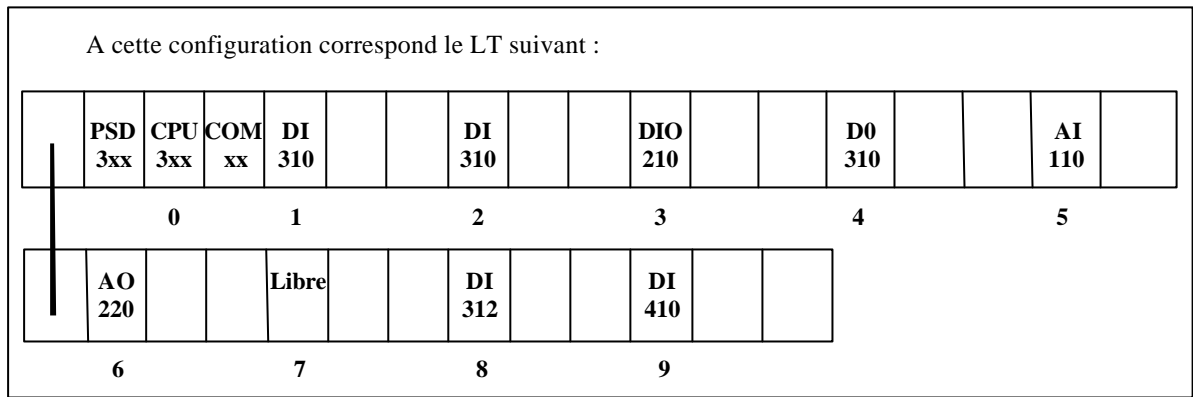 A cette configuration correspond le LT suivant :
PSD CPU COM DI DI DIO D0 AI
3xx 3xx xx 310 310 210 310 110
0 1 2 3 4 5
AO Libre DI DI
220 312 410
6 7 8 9